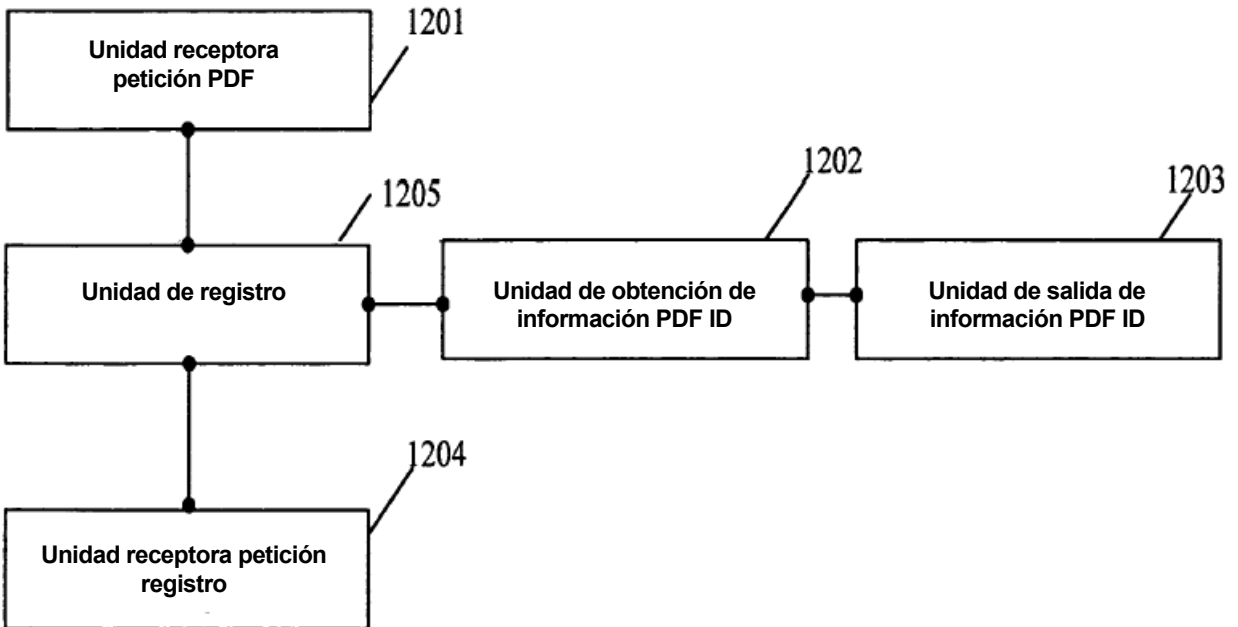 1201
Unidad receptora
petición PDF
1205
1202
1203
Unidad de registro
Unidad de obtención de
información PDF ID
Unidad de salida de
información PDF ID
1204
Unidad receptora petición
registro